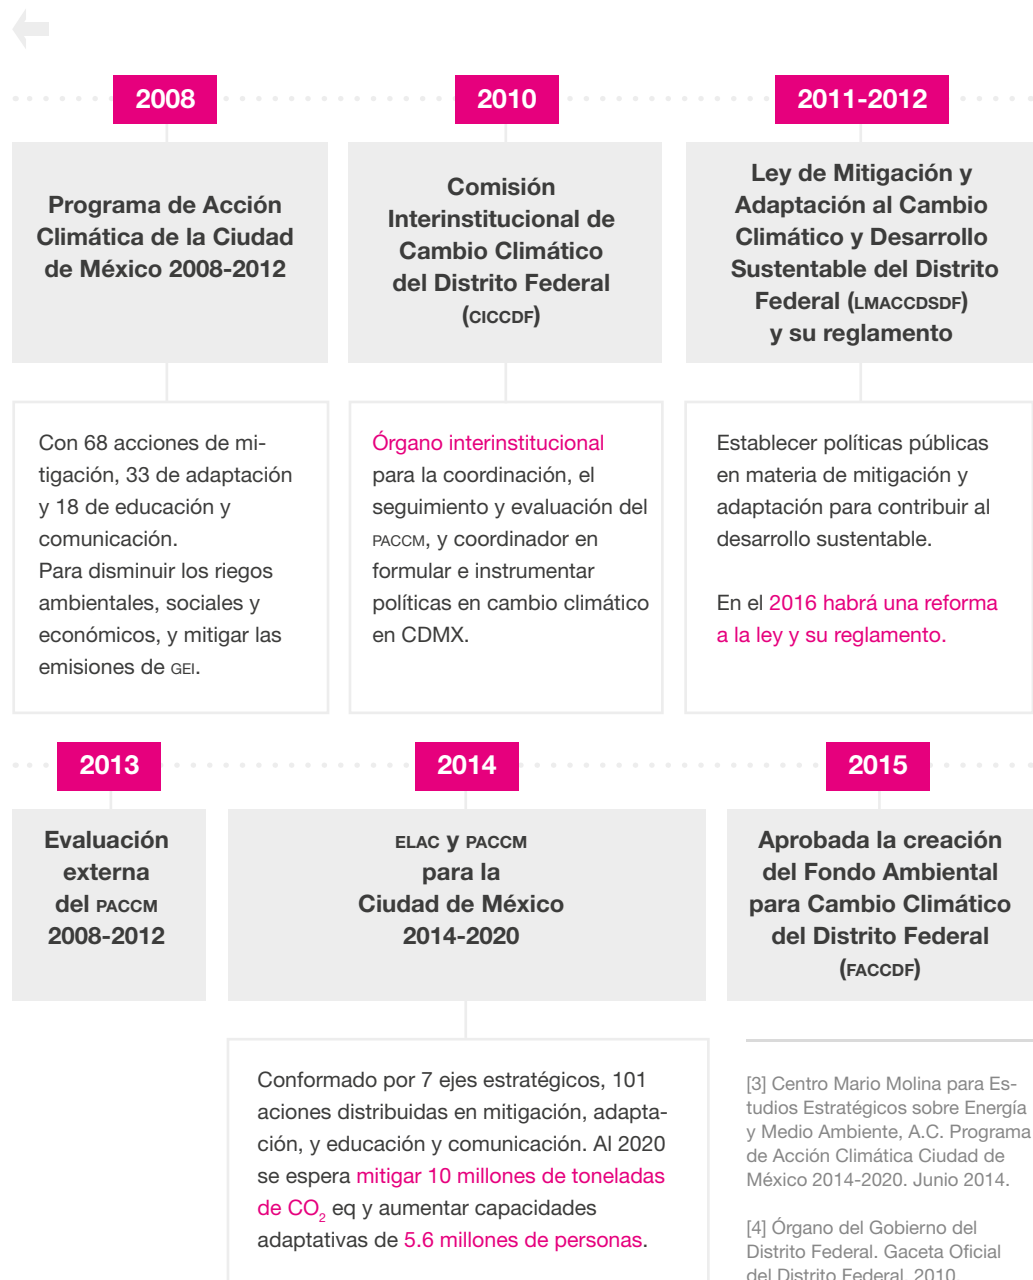 2008
Programa de Acción
Climática de la Ciudad
de México 2008-2012
Con 68 acciones de mi-
tigación, 33 de adaptación
y 18 de educación y
comunicación.
Para disminuir los riegos
ambientales, sociales y
económicos, y mitigar las
emisiones de GEI.
2010
Comisión
Interinstitucional de
Cambio Climático
del Distrito Federal
(CICCDF)
Órgano interinstitucional
para la coordinación, el
seguimiento y evaluación del
PACCM, y coordinador en
formular e instrumentar
políticas en cambio climático
en CDMX.
2011-2012
Ley de Mitigación y
Adaptación al Cambio
Climático y Desarrollo
Sustentable del Distrito
Federal (LMACCDSDF)
y su reglamento
Establecer políticas públicas
en materia de mitigación y
adaptación para contribuir al
desarrollo sustentable.
En el 2016 habrá una reforma
a la ley y su reglamento.
2013
Evaluación
externa
del PACCM
2008-2012
2014
ELAC y PACCM
para la
Ciudad de México
2014-2020
Conformado por 7 ejes estratégicos, 101
aciones distribuidas en mitigación, adapta-
ción, y educación y comunicación. Al 2020
se espera mitigar 10 millones de toneladas
de CO₂ eq y aumentar capacidades
adaptativas de 5.6 millones de personas.
2015
Aprobada la creación
del Fondo Ambiental
para Cambio Climático
del Distrito Federal
(FACCDF)
[3] Centro Mario Molina para Es-
tudios Estratégicos sobre Energía
y Medio Ambiente, A.C. Programa
de Acción Climática Ciudad de
México 2014-2020. Junio 2014.
[4] Órgano del Gobierno del
Distrito Federal. Gaceta Oficial
del Distrito Federal, 2010